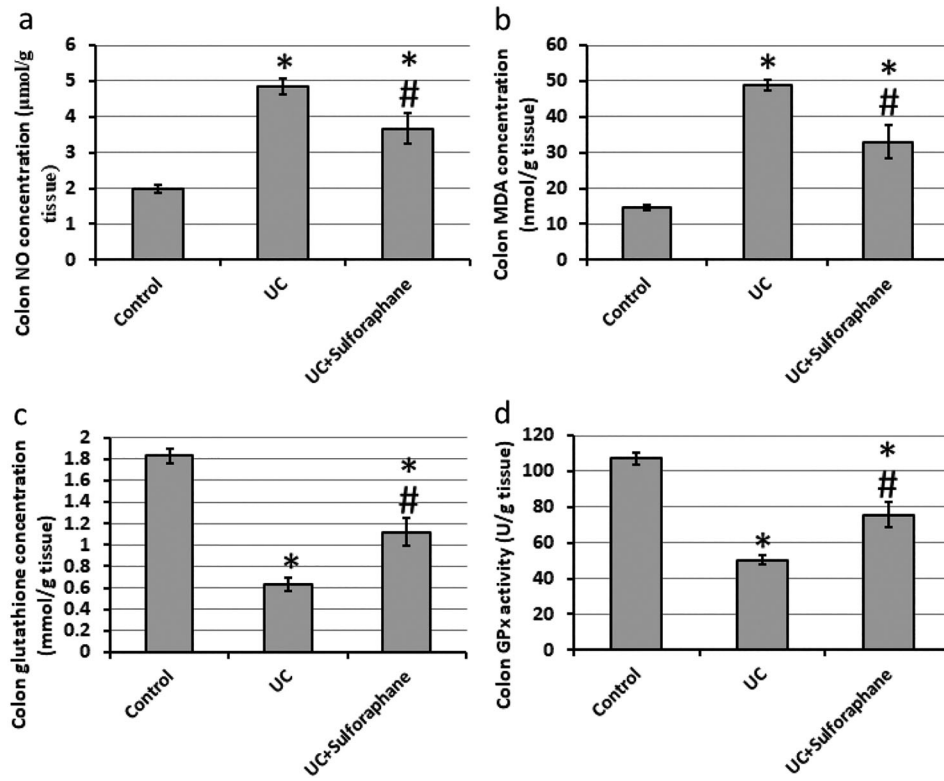 a
Colon NO concentration (μmol/g
tissue)
6
5
4
3
2
1
0
*
*
#
Control
UC
UC+Sulforaphane
b
Colon MDA concentration
(nmol/g tissue)
60
50
40
30
20
10
0
*
*
#
Control
UC
UC+Sulforaphane
c
Colon glutathione concentration
(mmol/g tissue)
2
1.8
1.6
1.4
1.2
1
0.8
0.6
0.4
0.2
0
*
*
#
Control
UC
UC+Sulforaphane
d
Colon GPx activity (U/g tissue)
120
100
80
60
40
20
0
*
*
#
Control
UC
UC+Sulforaphane